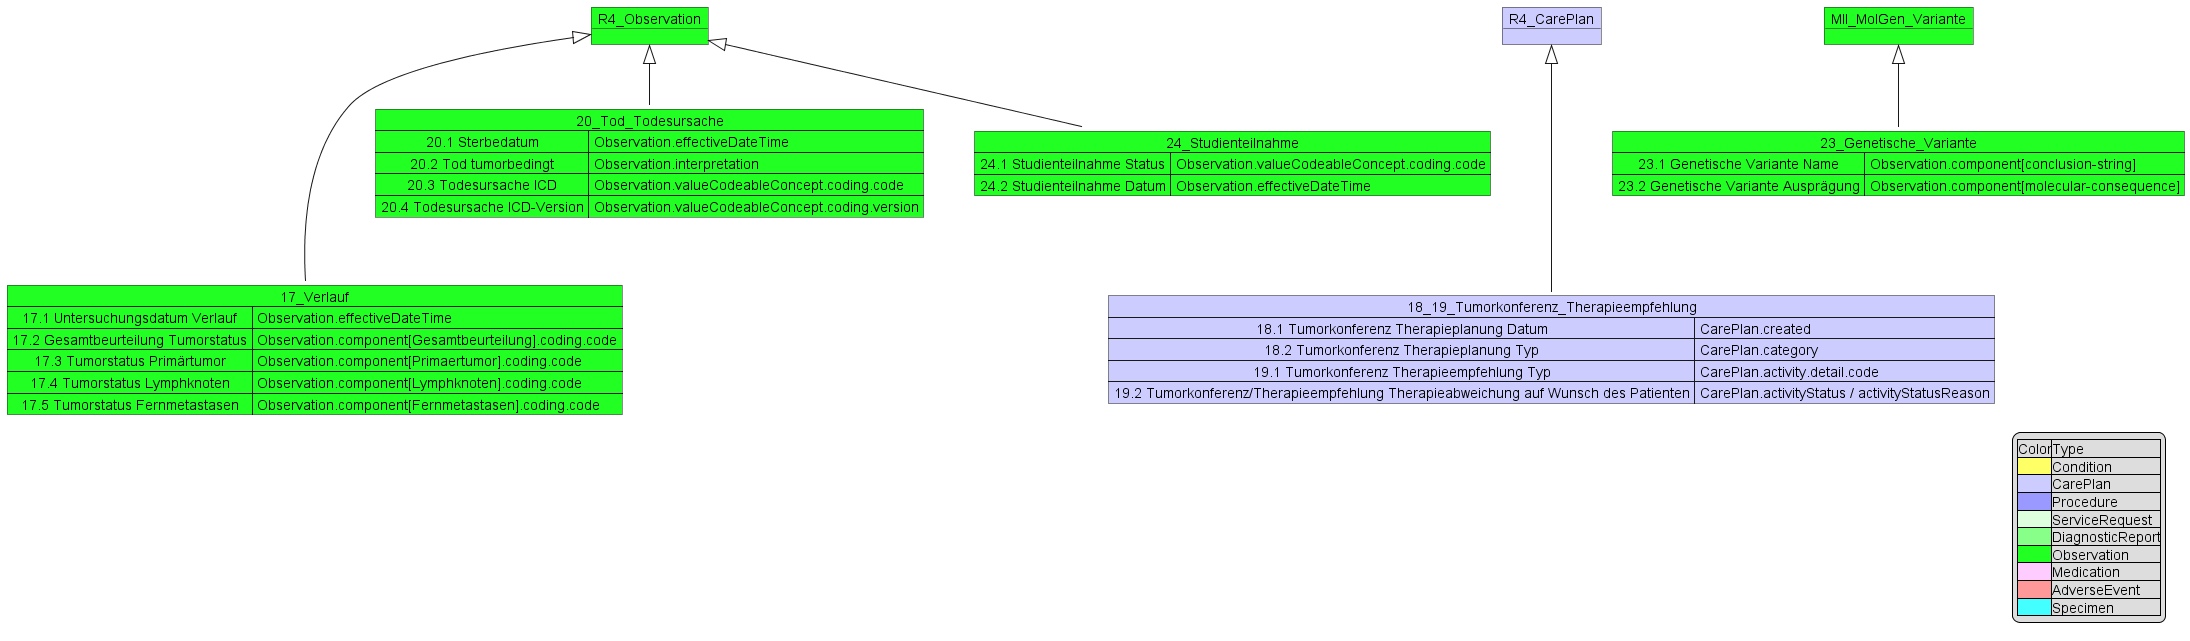 R4_Observation
R4_CarePlan
MII_MolGen_Variante
20_Tod_Todesursache
20.1 Sterbedatum Observation.effectiveDateTime
20.2 Tod tumorbedingt Observation.interpretation
20.3 Todesursache ICD Observation.valueCodeableConcept.coding.code
20.4 Todesursache ICD-Version Observation.valueCodeableConcept.coding.version
24_Studienteilnahme
24.1 Studienteilnahme Status Observation.valueCodeableConcept.coding.code
24.2 Studienteilnahme Datum Observation.effectiveDateTime
23_Genetische_Variante
23.1 Genetische Variante Name Observation.component[conclusion-string]
23.2 Genetische Variante Ausprägung Observation.component[molecular-consequence]
17_Verlauf
17.1 Untersuchungsdatum Verlauf Observation.effectiveDateTime
17.2 Gesamtbeurteilung Tumorstatus Observation.component[Gesamtbeurteilung].coding.code
17.3 Tumorstatus Primärtumor Observation.component[Primaertumor].coding.code
17.4 Tumorstatus Lymphknoten Observation.component[Lymphknoten].coding.code
17.5 Tumorstatus Fernmetastasen Observation.component[Fernmetastasen].coding.code
18_19_Tumorkonferenz_Therapieempfehlung
18.1 Tumorkonferenz Therapieplanung Datum CarePlan.created
18.2 Tumorkonferenz Therapieplanung Typ CarePlan.category
19.1 Tumorkonferenz Therapieempfehlung Typ CarePlan.activity.detail.code
19.2 Tumorkonferenz/Therapieempfehlung Therapieabweichung auf Wunsch des Patienten CarePlan.activityStatus / activityStatusReason
Color Type
Condition
CarePlan
Procedure
ServiceRequest
DiagnosticReport
Observation
Medication
AdverseEvent
Specimen